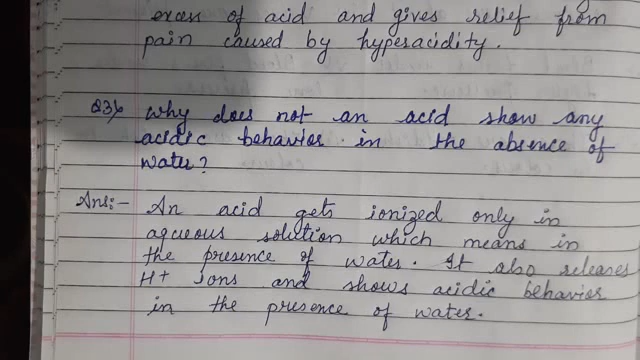 excess of acid and gives relief from
pain caused by hyperacidity.
Q3) Why does not an acid show any
acidic behavior in the absence of
water?
Ans:- An acid gets ionized only in
aqueous solution which means in
the presence of water. It also releases
H+ Ions and shows acidic behavior
in the presence of water.